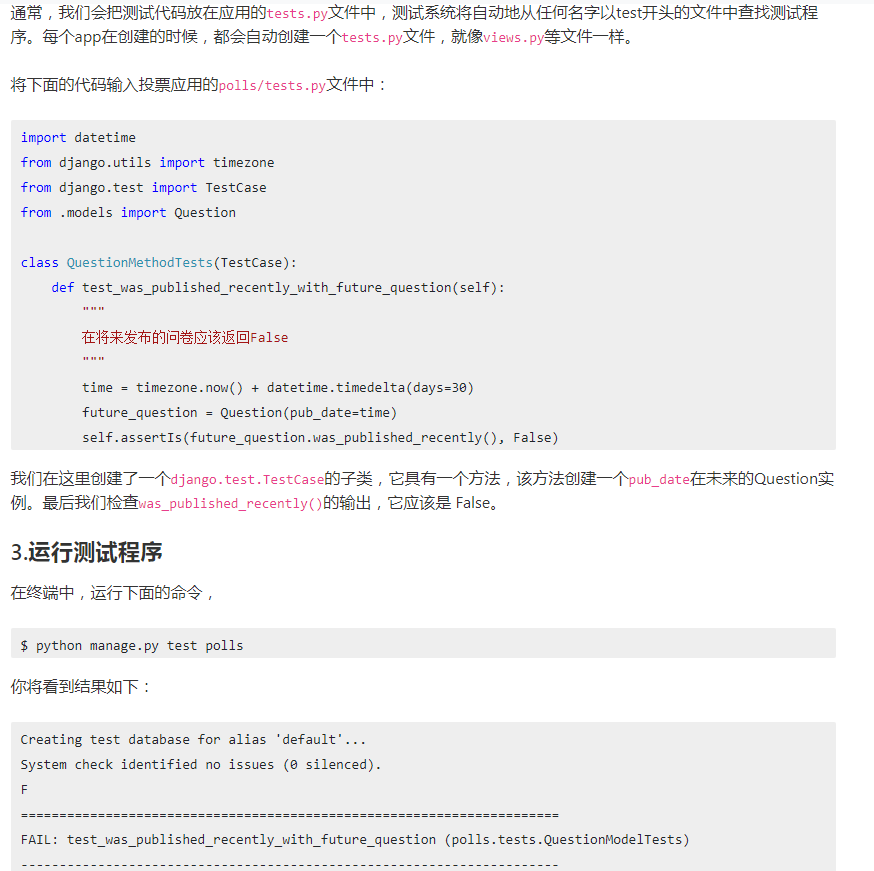 通常，我们会把测试代码放在应用的tests.py文件中，测试系统将自动地从任何名字以test开头的文件中查找测试程
序。每个app在创建的时候，都会自动创建一个tests.py文件，就像views.py等文件一样。
将下面的代码输入投票应用的polls/tests.py文件中：
import datetime
from django.utils import timezone
from django.test import TestCase
from .models import Question
class QuestionMethodTests(TestCase):
def test_was_published_recently_with_future_question(self):
"""
在将来发布的问卷应该返回False
"""
time = timezone.now() + datetime.timedelta(days=30)
future_question = Question(pub_date=time)
self.assertIs(future_question.was_published_recently(), False)
我们在这里创建了一个django.test.TestCase的子类，它具有一个方法，该方法创建一个pub_date在未来的Question实
例。最后我们检查was_published_recently()的输出，它应该是 False。
3.运行测试程序
在终端中，运行下面的命令，
$ python manage.py test polls
你将看到结果如下：
Creating test database for alias 'default'...
System check identified no issues (0 silenced).
F
======================================================================
FAIL: test_was_published_recently_with_future_question (polls.tests.QuestionModelTests)
----------------------------------------------------------------------